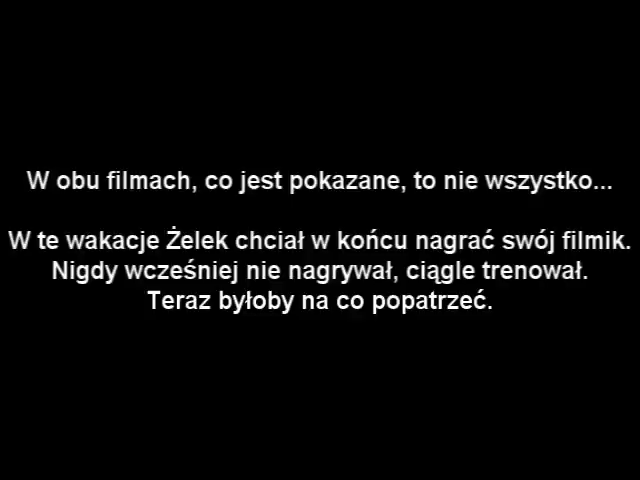 W obu filmach, co jest pokazane, to nie wszystko...
W te wakacje Żelek chciał w końcu nagrać swój filmik.
Nigdy wcześniej nie nagrywał, ciągle trenował.
Teraz byłoby na co popatrzeć.